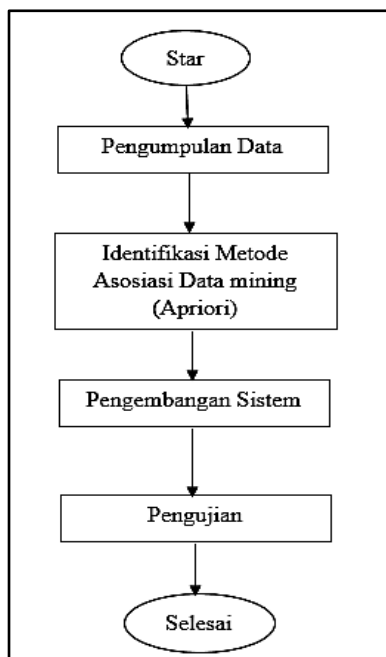 Star
Pengumpulan Data
Identifikasi Metode
Asosiasi Data mining
(Apriori)
Pengembangan Sistem
Pengujian
Selesai